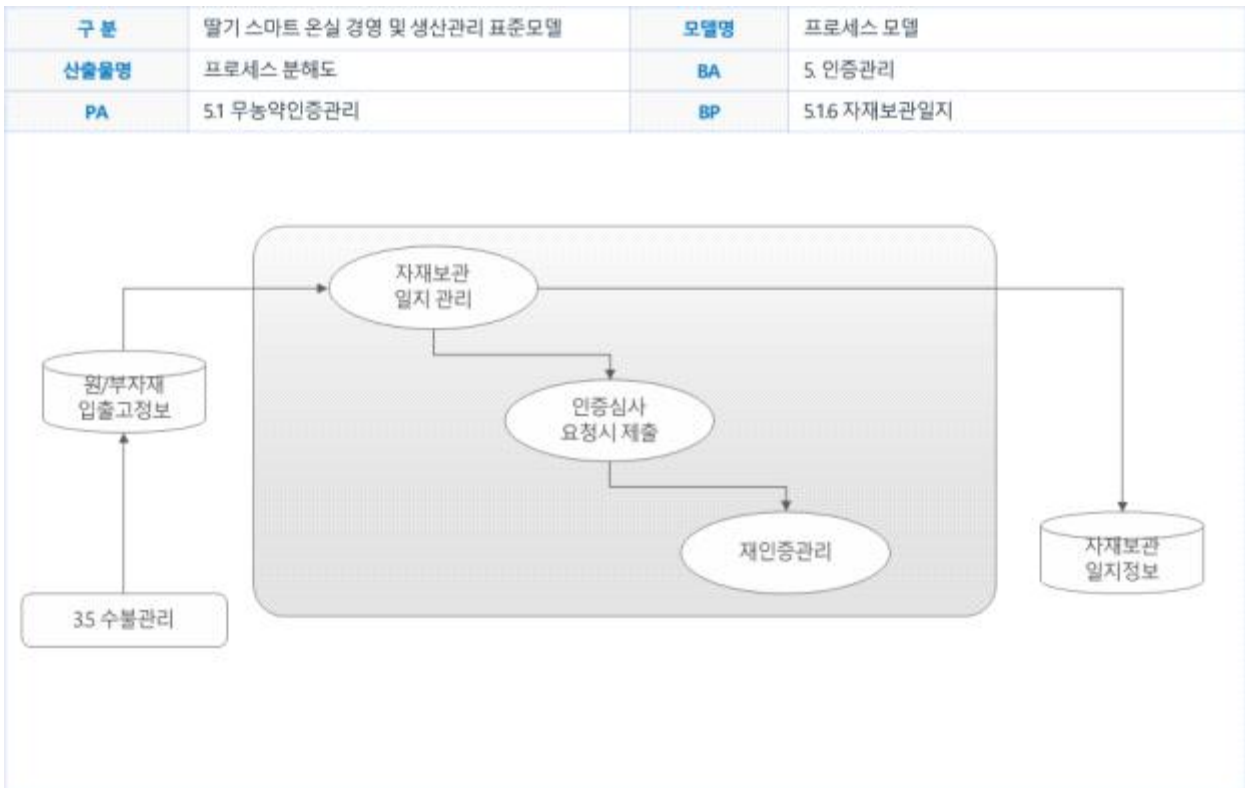 구 분 딸기 스마트 온실 경영 및 생산관리 표준모델 모델명 프로세스 모델
산출물명 프로세스 분해도 BA 5. 인증관리
PA 5.1 무농약인증관리 BP 5.1.6 자재보관일지
자재보관
일지 관리
원/부자재
입출고정보
인증심사
요청시 제출
재인증관리
자재보관
일지정보
3.5 수불관리